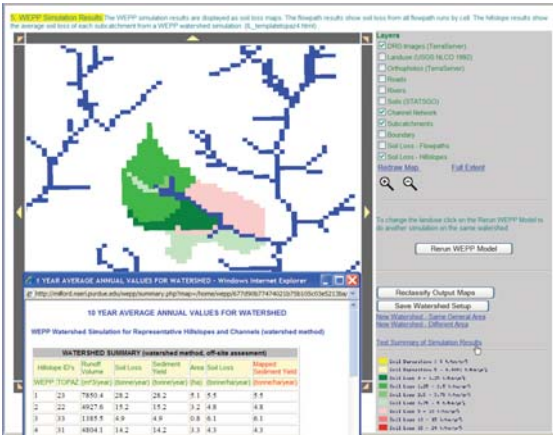 5. WEPP Simulation Results The WEPP simulation results are displayed as soil loss maps. The flowpath results show soil loss from all flowpath runs by cell. The hillslope results show
the average soil loss of each subcatchment from a WEPP watershed simulation.
Layers
DRG Images (TerraServer)
Landuse (USGS NLCD 1992)
Orthophotos (TerraServer)
Roads
Rivers
Soils (STATSGO)
Channel Network
Subcatchments
Boundary
Soil Loss - Flowpaths
Soil Loss - Hillslopes
Redraw Map Full Extent
To change the landuse click on the Rerun WEPP Model to
do another simulation on the same watershed
Rerun WEPP Model
Reclassify Output Maps
Save Watershed Setup
New Watershed - Same General Area
New Watershed - Different Area
Text Summary of Simulation Results
1 YEAR AVERAGE ANNUAL VALUES FOR WATERSHED - Windows Internet Explorer
10 YEAR AVERAGE ANNUAL VALUES FOR WATERSHED
WEPP Watershed Simulation for Representative Hillslopes and Channels (watershed method)
WATERSHED SUMMARY (watershed method, off-site assesment)
Hillslope ID's Runoff Volume Soil Loss Sediment Yield Area Soil Loss Mapped Sediment Yield
WEPP TOPAZ (m^3/year) (tonne/year) (tonne/year) (ha) (tonne/ha/year) (tonne/ha/year)
1 23 7850.4 28.2 28.2 5.1 5.5 5.5
2 22 4927.6 15.2 15.2 3.2 4.8 4.8
3 33 1385.5 4.9 4.9 0.8 6.1 6.1
4 31 4804.1 14.2 14.2 3.3 4.3 4.3